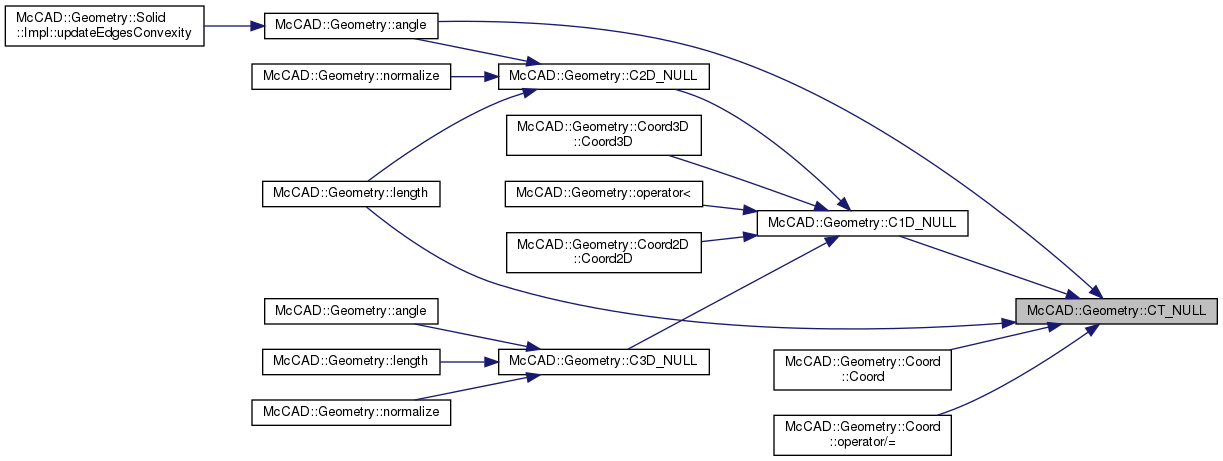 McCAD::Geometry::Solid
::Impl::updateEdgesConvexity
McCAD::Geometry::angle
McCAD::Geometry::normalize
McCAD::Geometry::C2D_NULL
McCAD::Geometry::Coord3D
::Coord3D
McCAD::Geometry::length
McCAD::Geometry::operator<
McCAD::Geometry::C1D_NULL
McCAD::Geometry::Coord2D
::Coord2D
McCAD::Geometry::angle
McCAD::Geometry::CT_NULL
McCAD::Geometry::length
McCAD::Geometry::C3D_NULL
McCAD::Geometry::Coord
::Coord
McCAD::Geometry::normalize
McCAD::Geometry::Coord
::operator/=